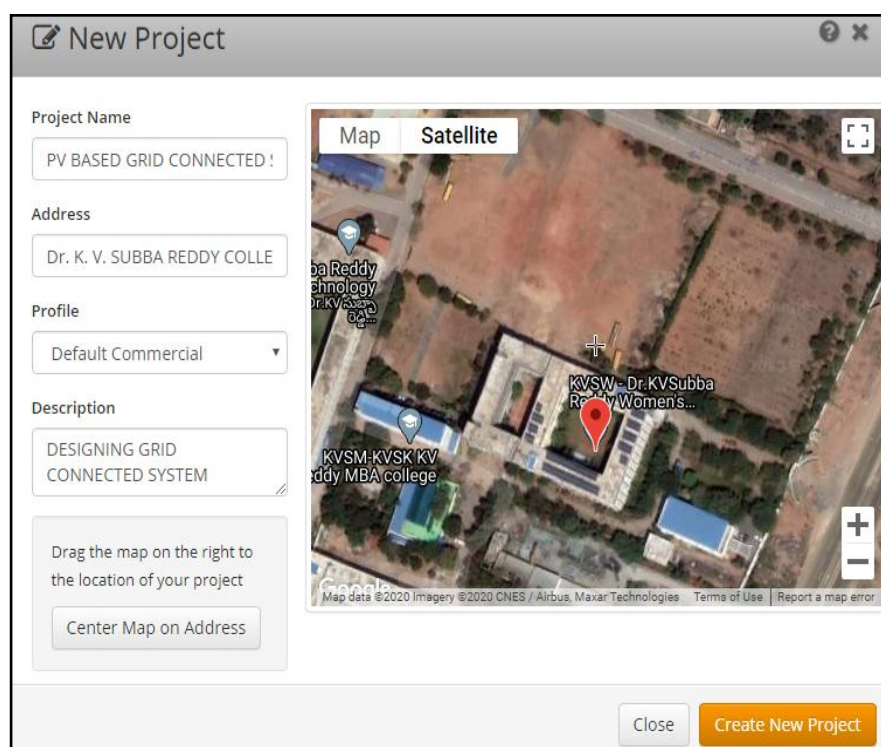 New Project
Project Name
PV BASED GRID CONNECTED
Address
Dr. K. V. SUBBA REDDY COLLE
Profile
Default Commercial
Description
DESIGNING GRID
CONNECTED SYSTEM
Drag the map on the right to
the location of your project
Center Map on Address
Map Satellite
ba Reddy
chnology
Dr.KV సుబ్బా
రెడ్డి...
KVSW - Dr.KVSubba
Reddy Women's...
KVSM-KVSK KV
ddy MBA college
Google
Map data ©2020 Imagery ©2020 CNES / Airbus, Maxar Technologies Terms of Use Report a map error
Close
Create New Project